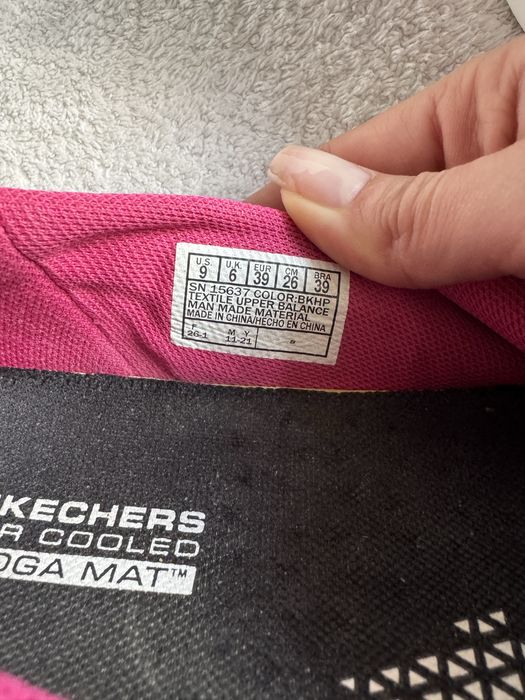 U.S. U.K. EUR CM BRA
9 6 39 26 39
SN 15637 COLOR:BKHP
TEXTILE UPPER BALANCE
MAN MADE MATERIAL
MADE IN CHINA/HECHO EN CHINA
F M Y
26-1 11-21 8
KECHERS
R COOLED
OGA MAT™